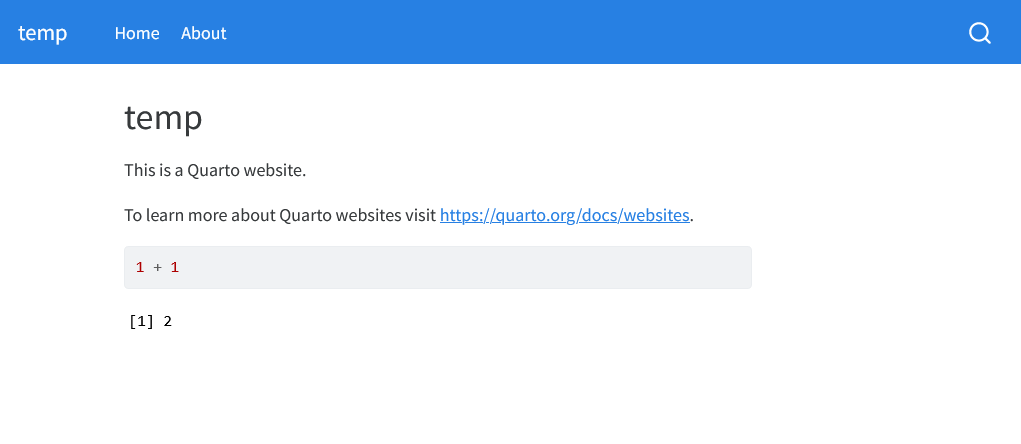 temp Home About
temp
This is a Quarto website.
To learn more about Quarto websites visit https://quarto.org/docs/websites.
1 + 1
[1] 2